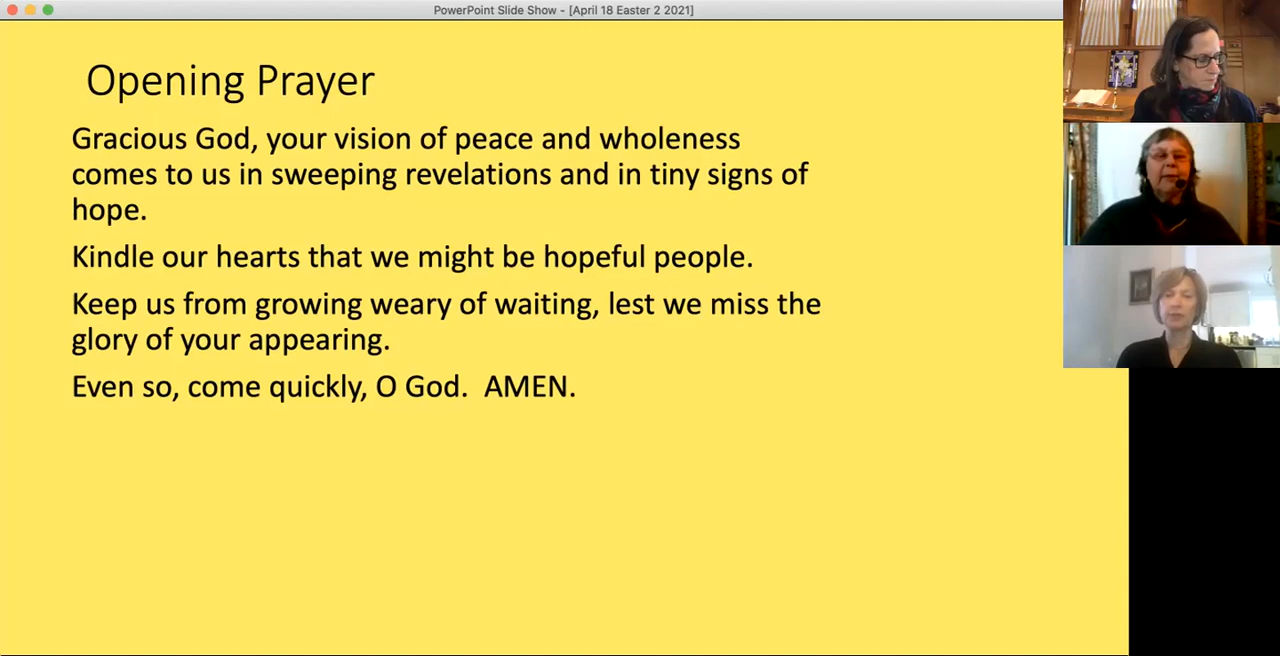 PowerPoint Slide Show - [April 18 Easter 2 2021]
Opening Prayer
Gracious God, your vision of peace and wholeness
comes to us in sweeping revelations and in tiny signs of
hope.
Kindle our hearts that we might be hopeful people.
Keep us from growing weary of waiting, lest we miss the
glory of your appearing.
Even so, come quickly, O God.  AMEN.